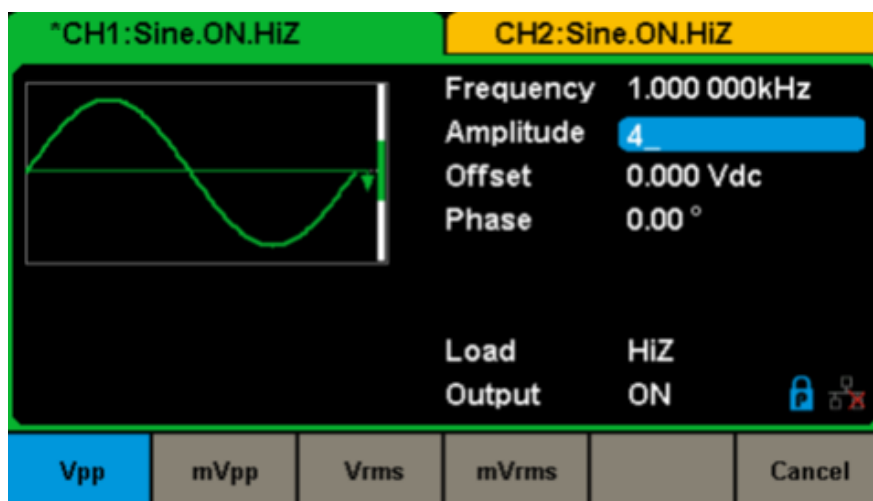 *CH1:Sine.ON.HiZ CH2:Sine.ON.HiZ
Frequency 1.000 000kHz
Amplitude 4_
Offset 0.000 Vdc
Phase 0.00 °
Load HiZ
Output ON P
Vpp mVpp Vrms mVrms Cancel